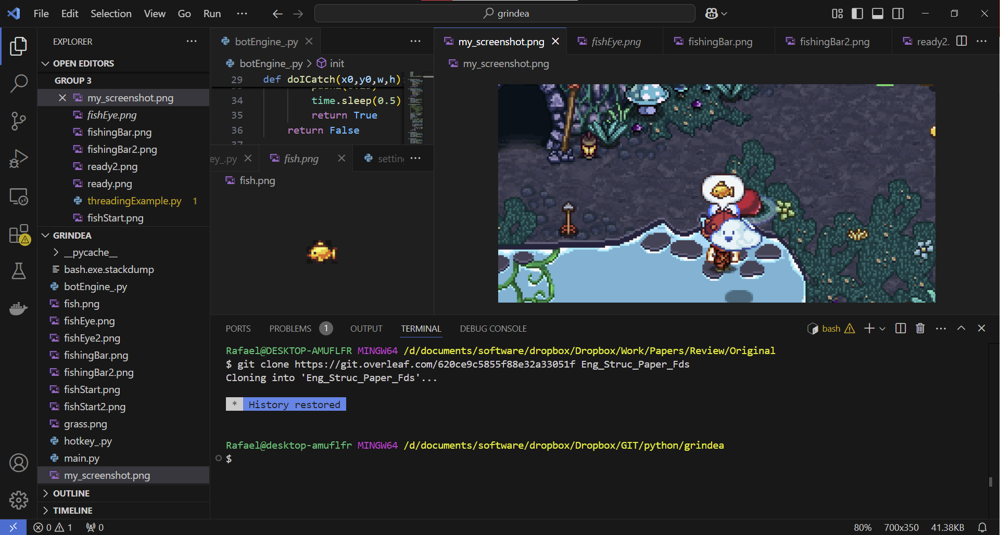 File Edit Selection View Go Run ··· grindea
EXPLORER ···
OPEN EDITORS
GROUP 3
my_screenshot.png
fishEye.png
fishingBar.png
fishingBar2.png
ready2.png
ready.png
threadingExample.py 1
fishStart.png
GRINDEA
__pycache__
bash.exe.stackdump
botEngine_.py
fish.png
fishEye.png
fishEye2.png
fishingBar.png
fishingBar2.png
fishStart.png
fishStart2.png
grass.png
hotkey_.py
main.py
my_screenshot.png
OUTLINE
TIMELINE
botEngine_.py ···
botEngine_.py > init
29 def doICatch(x0,y0,w,h):
34 time.sleep(0.5)
35 return True
36 return False
37
ey_.py fish.png settin ···
fish.png
my_screenshot.png fishEye.png fishingBar.png fishingBar2.png ready2. ···
my_screenshot.png
PORTS PROBLEMS 1 OUTPUT TERMINAL DEBUG CONSOLE bash ···
Rafael@DESKTOP-AMUFLFR MINGW64 /d/documents/software/dropbox/Dropbox/Work/Papers/Review/Original
$ git clone https://git.overleaf.com/620ce9c5855f88e32a33051f Eng_Struc_Paper_Fds
Cloning into 'Eng_Struc_Paper_Fds'...
* History restored
Rafael@desktop-amuflfr MINGW64 /d/documents/software/dropbox/Dropbox/GIT/python/grindea
$
0 1 0 80% 700x350 41.38KB